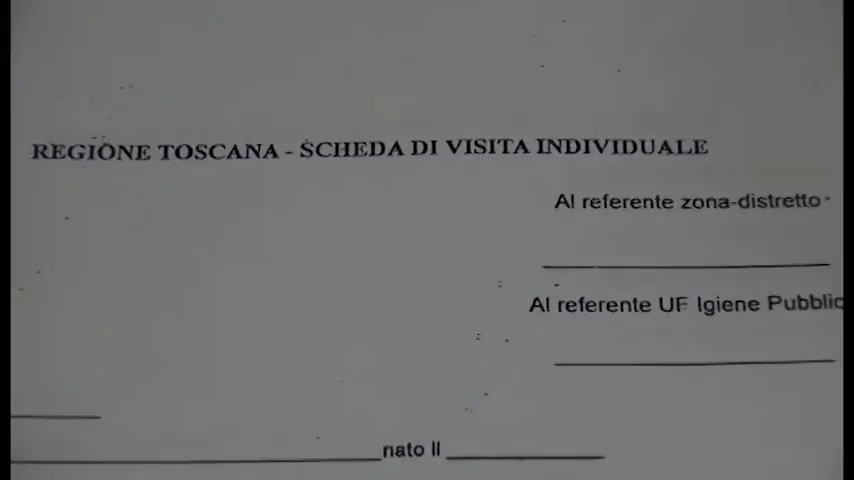 REGIONE TOSCANA - SCHEDA DI VISITA INDIVIDUALE
Al referente zona-distretto
Al referente UF Igiene Pubblic
nato Il